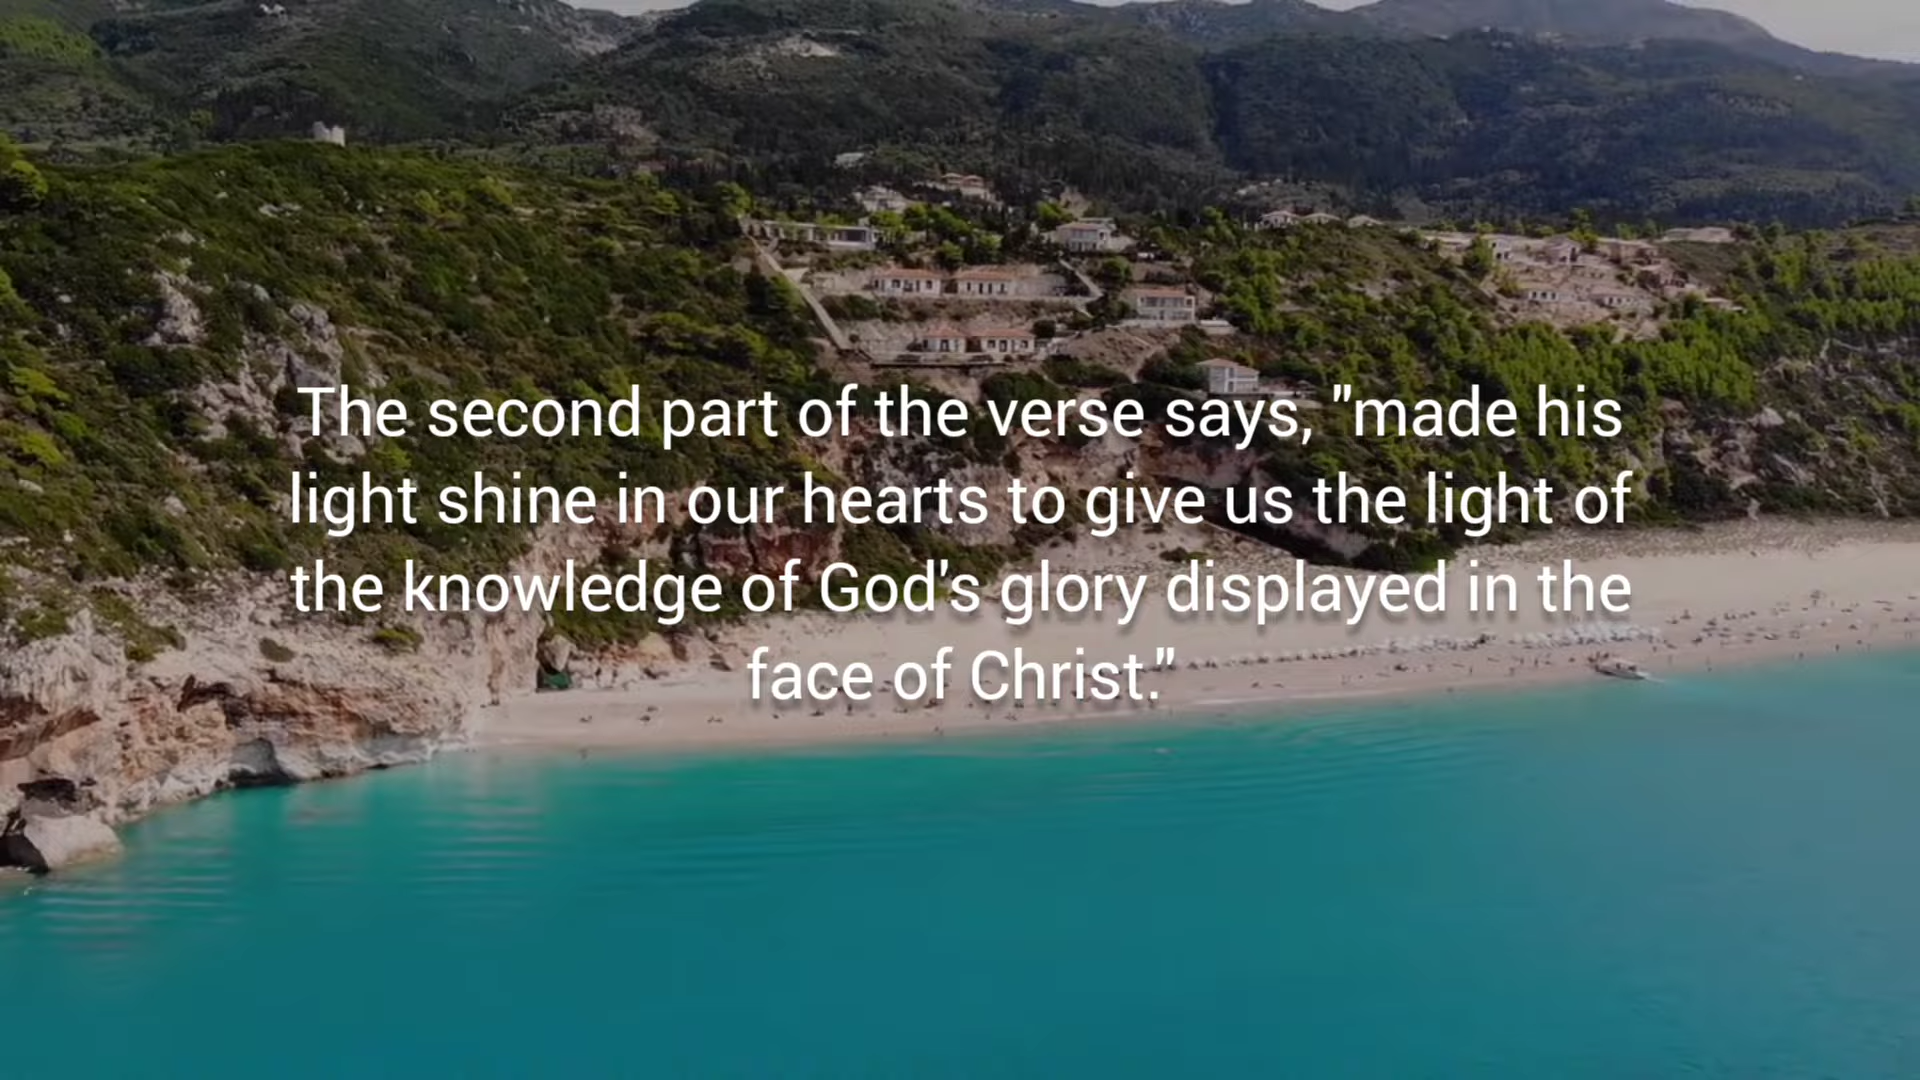 The second part of the verse says, "made his
light shine in our hearts to give us the light of
the knowledge of God's glory displayed in the
face of Christ."